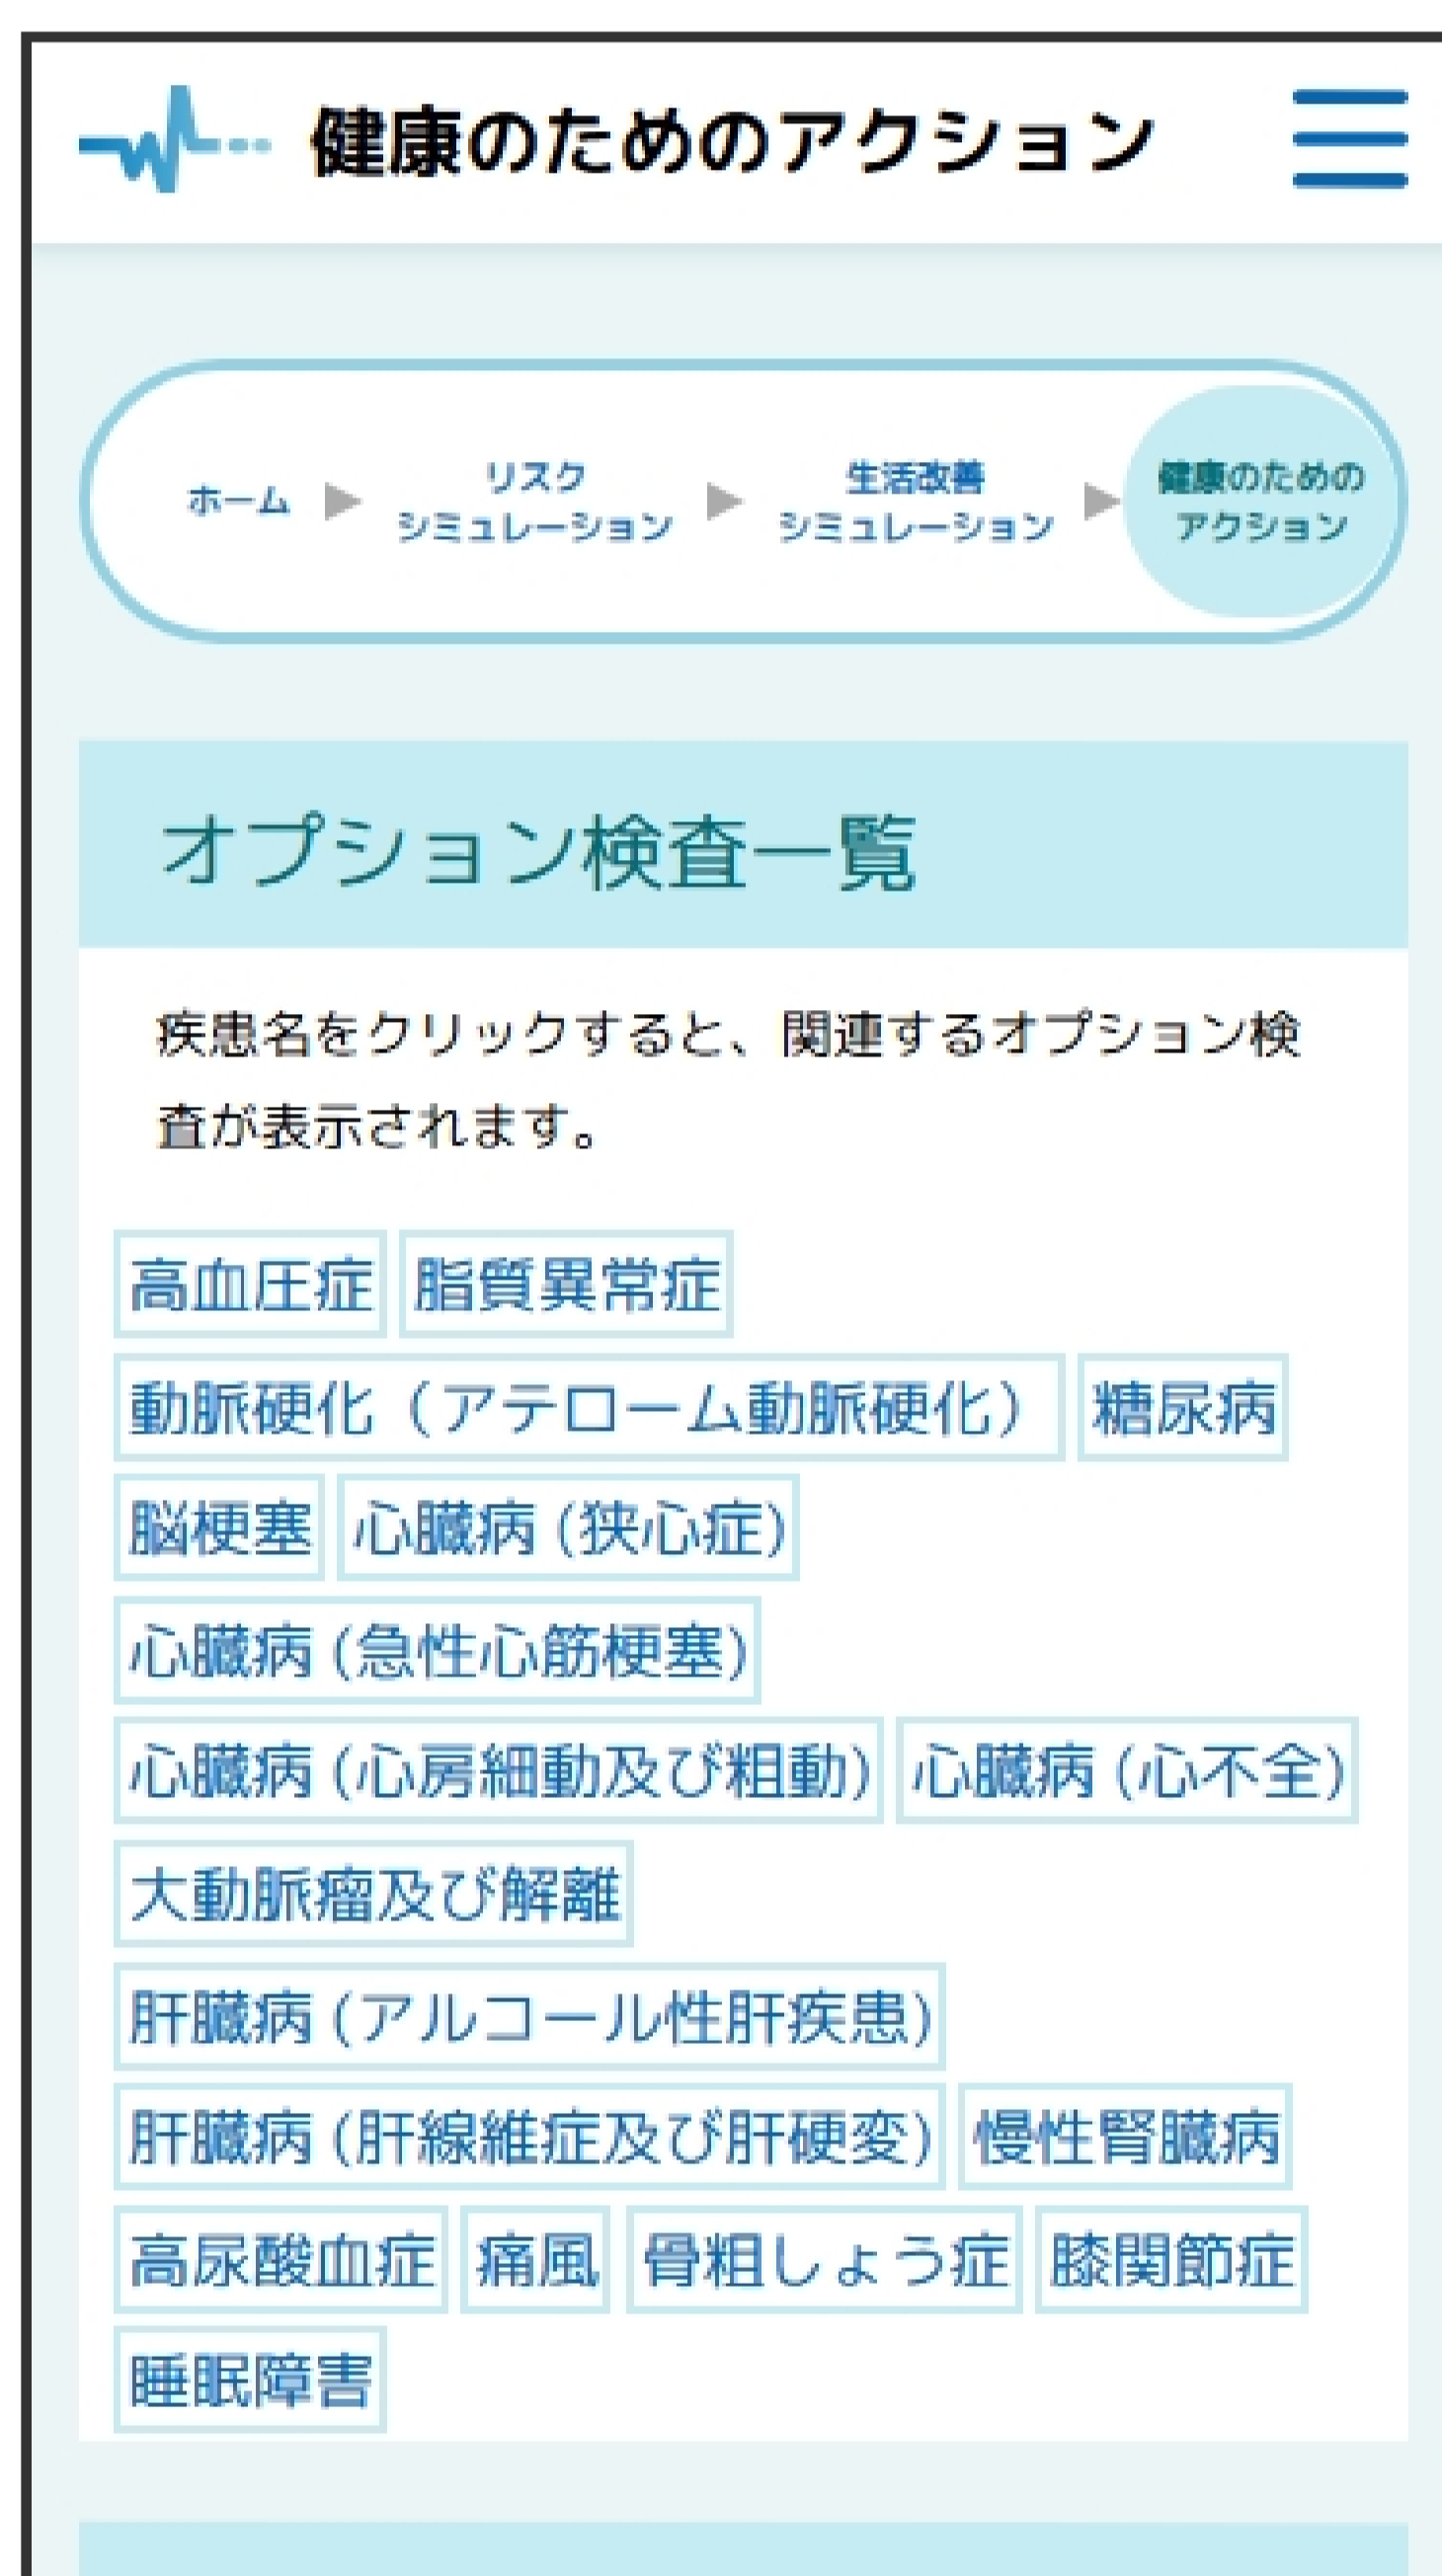 健康のためのアクション
ホーム
リスク
シミュレーション
生活改善
シミュレーション
健康のための
アクション
オプション検査一覧
疾患名をクリックすると、関連するオプション検
査が表示されます。
高血圧症 脂質異常症
動脈硬化（アテローム動脈硬化） 糖尿病
脳梗塞 心臓病 (狭心症)
心臓病 (急性心筋梗塞)
心臓病 (心房細動及び粗動) 心臓病 (心不全)
大動脈瘤及び解離
肝臓病 (アルコール性肝疾患)
肝臓病 (肝線維症及び肝硬変) 慢性腎臓病
高尿酸血症 痛風 骨粗しょう症 膝関節症
睡眠障害